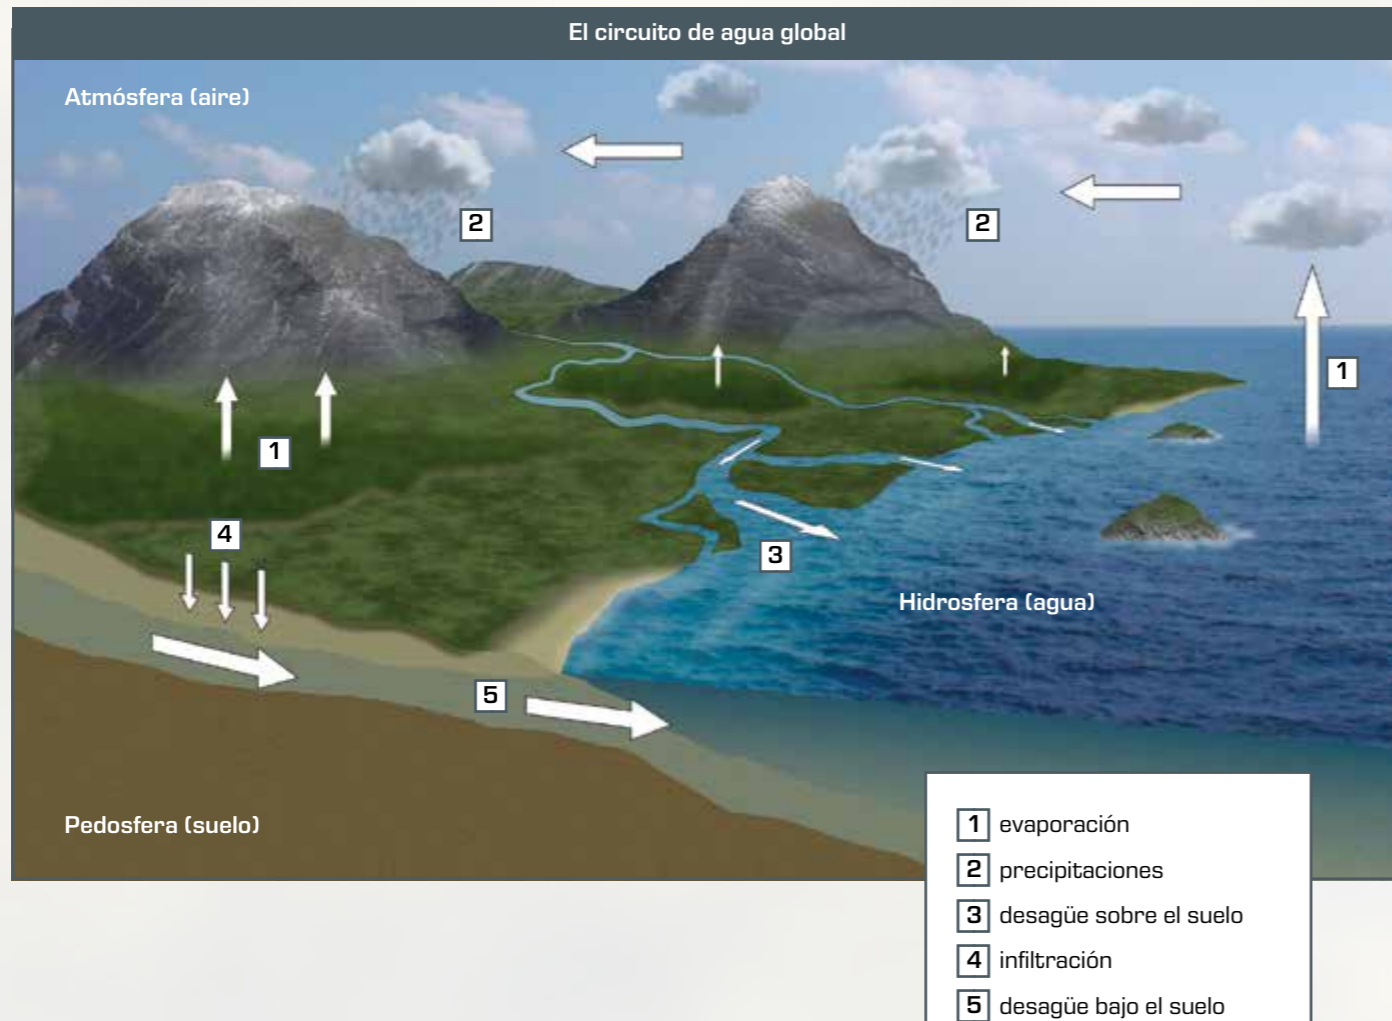 El circuito de agua global
Atmósfera (aire)
2
2
1
1
4
3
Hidrosfera (agua)
5
Pedosfera (suelo)
1 evaporación
2 precipitaciones
3 desagüe sobre el suelo
4 infiltración
5 desagüe bajo el suelo